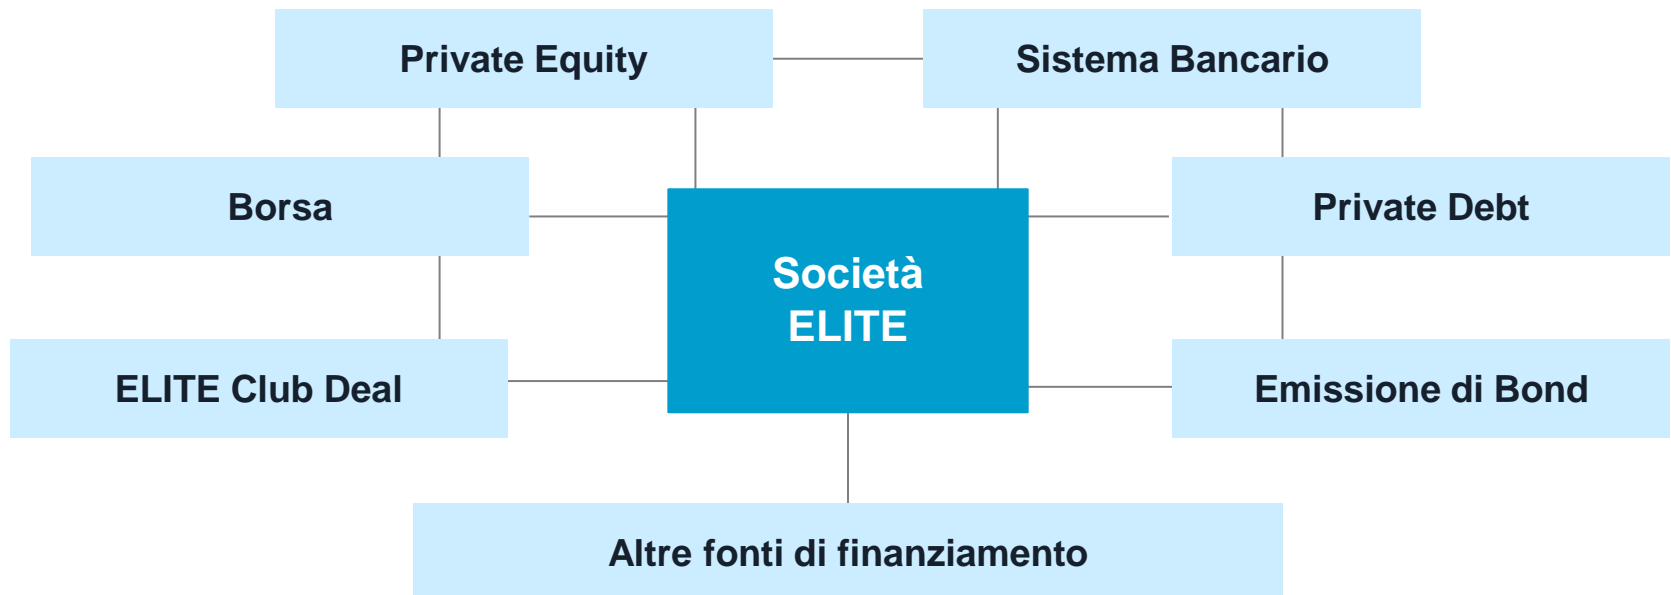 Private Equity
Sistema Bancario
Borsa
Private Debt
Società
ELITE
ELITE Club Deal
Emissione di Bond
Altre fonti di finanziamento